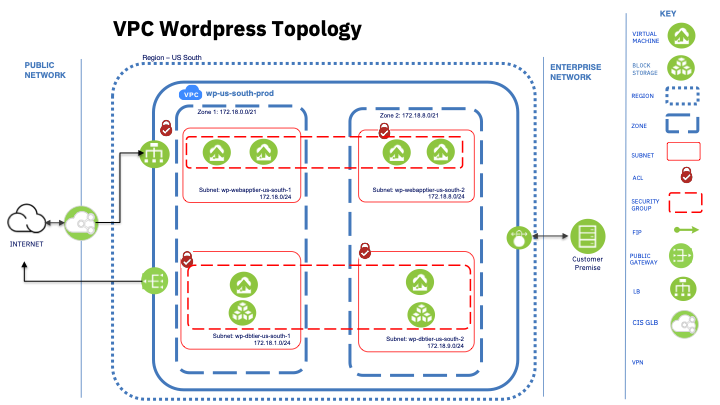 VPC Wordpress Topology
KEY
VIRTUAL
MACHINE
BLOCK
STORAGE
REGION
ZONE
SUBNET
ACL
SECURITY
GROUP
FIP
PUBLIC
GATEWAY
LB
CIS GLB
VPN
PUBLIC
NETWORK
Region – US South
ENTERPRISE
NETWORK
VPC
wp-us-south-prod
Zone 1: 172.16.0.0/21
Zone 2: 172.18.8.0/21
Subnet: wp-webapptier-us-south-1
172.18.0/24
Subnet: wp-webapptier-us-south-2
172.18.8.0/24
INTERNET
Customer
Premise
Subnet: wp-dbtier-us-south-1
172.16.1.0/24
Subnet: wp-dbtier-us-south-2
172.18.9.0/24